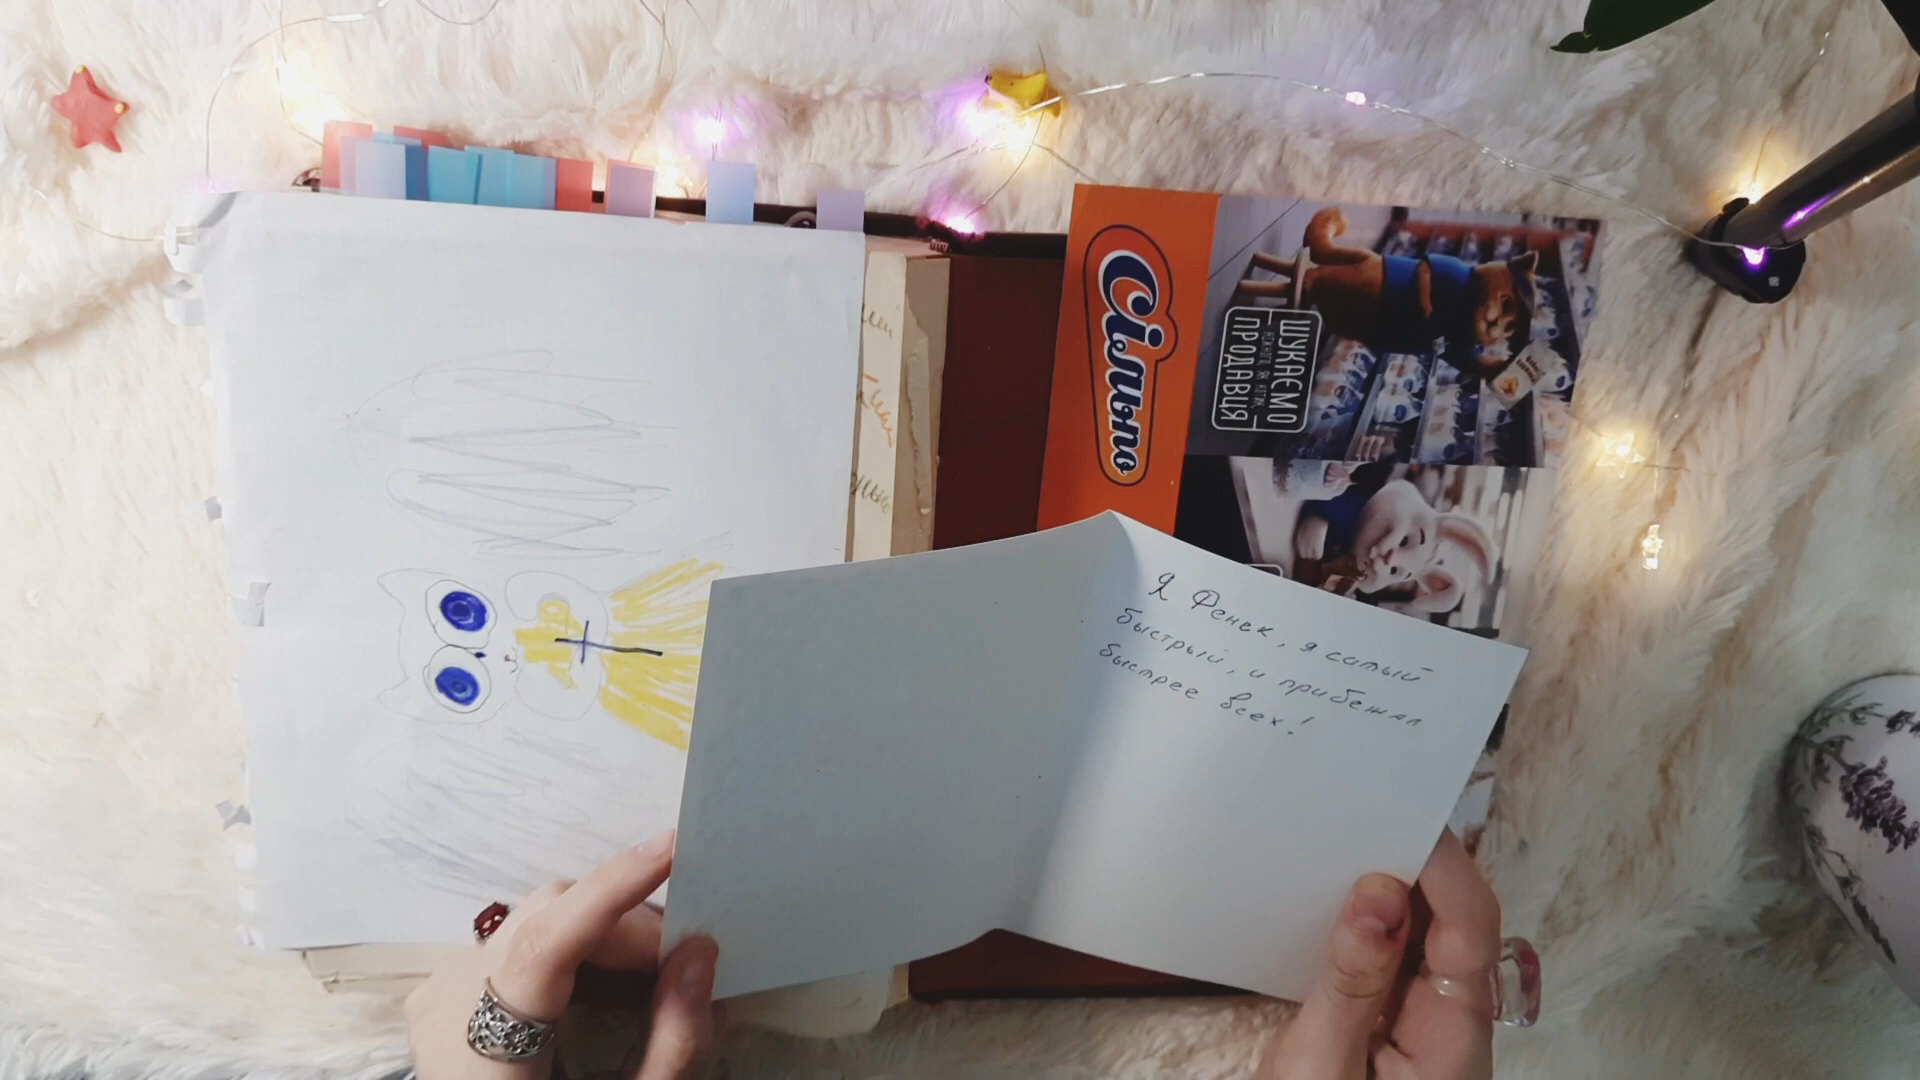 Сільпо
ШУКАЄМО
ПРОДАВЦЯ
Я Фенек, я самый
быстрый, и прибежал
быстрее всех!